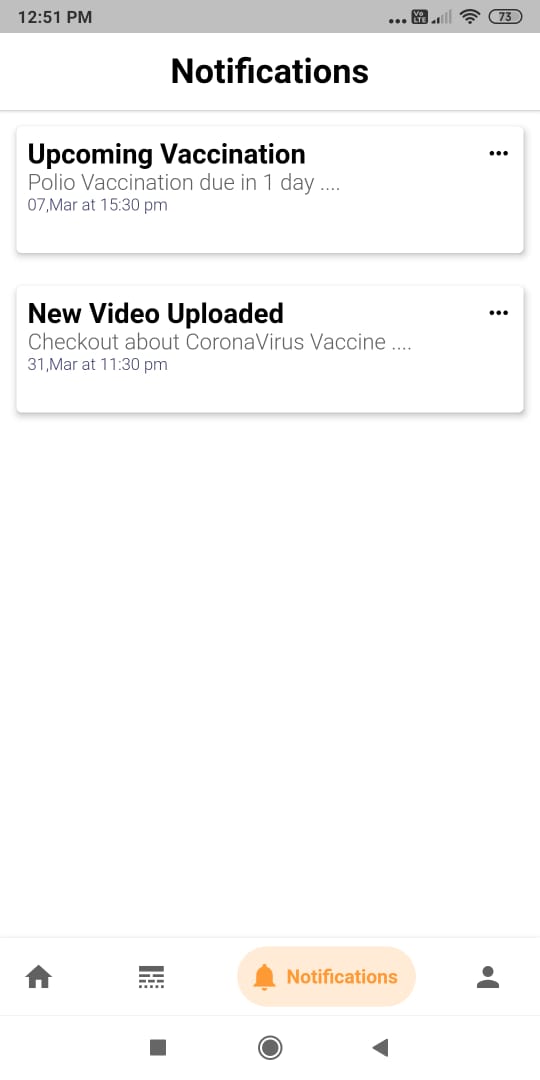 12:51 PM
Vo LTE
73
Notifications
Upcoming Vaccination
Polio Vaccination due in 1 day ....
07,Mar at 15:30 pm
New Video Uploaded
Checkout about CoronaVirus Vaccine ....
31,Mar at 11:30 pm
Notifications